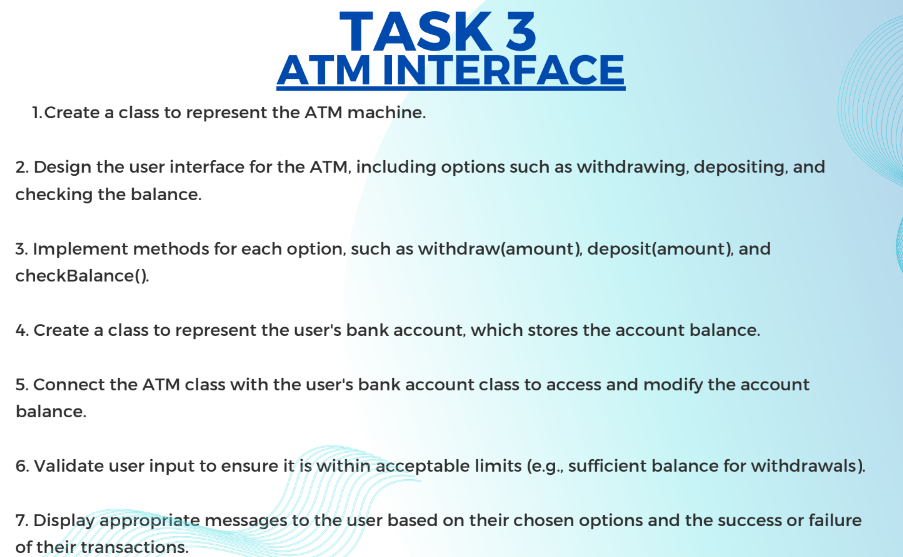 TASK 3
ATM INTERFACE
1. Create a class to represent the ATM machine.
2. Design the user interface for the ATM, including options such as withdrawing, depositing, and
checking the balance.
3. Implement methods for each option, such as withdraw(amount), deposit(amount), and
checkBalance().
4. Create a class to represent the user's bank account, which stores the account balance.
5. Connect the ATM class with the user's bank account class to access and modify the account
balance.
6. Validate user input to ensure it is within acceptable limits (e.g., sufficient balance for withdrawals).
7. Display appropriate messages to the user based on their chosen options and the success or failure
of their transactions.